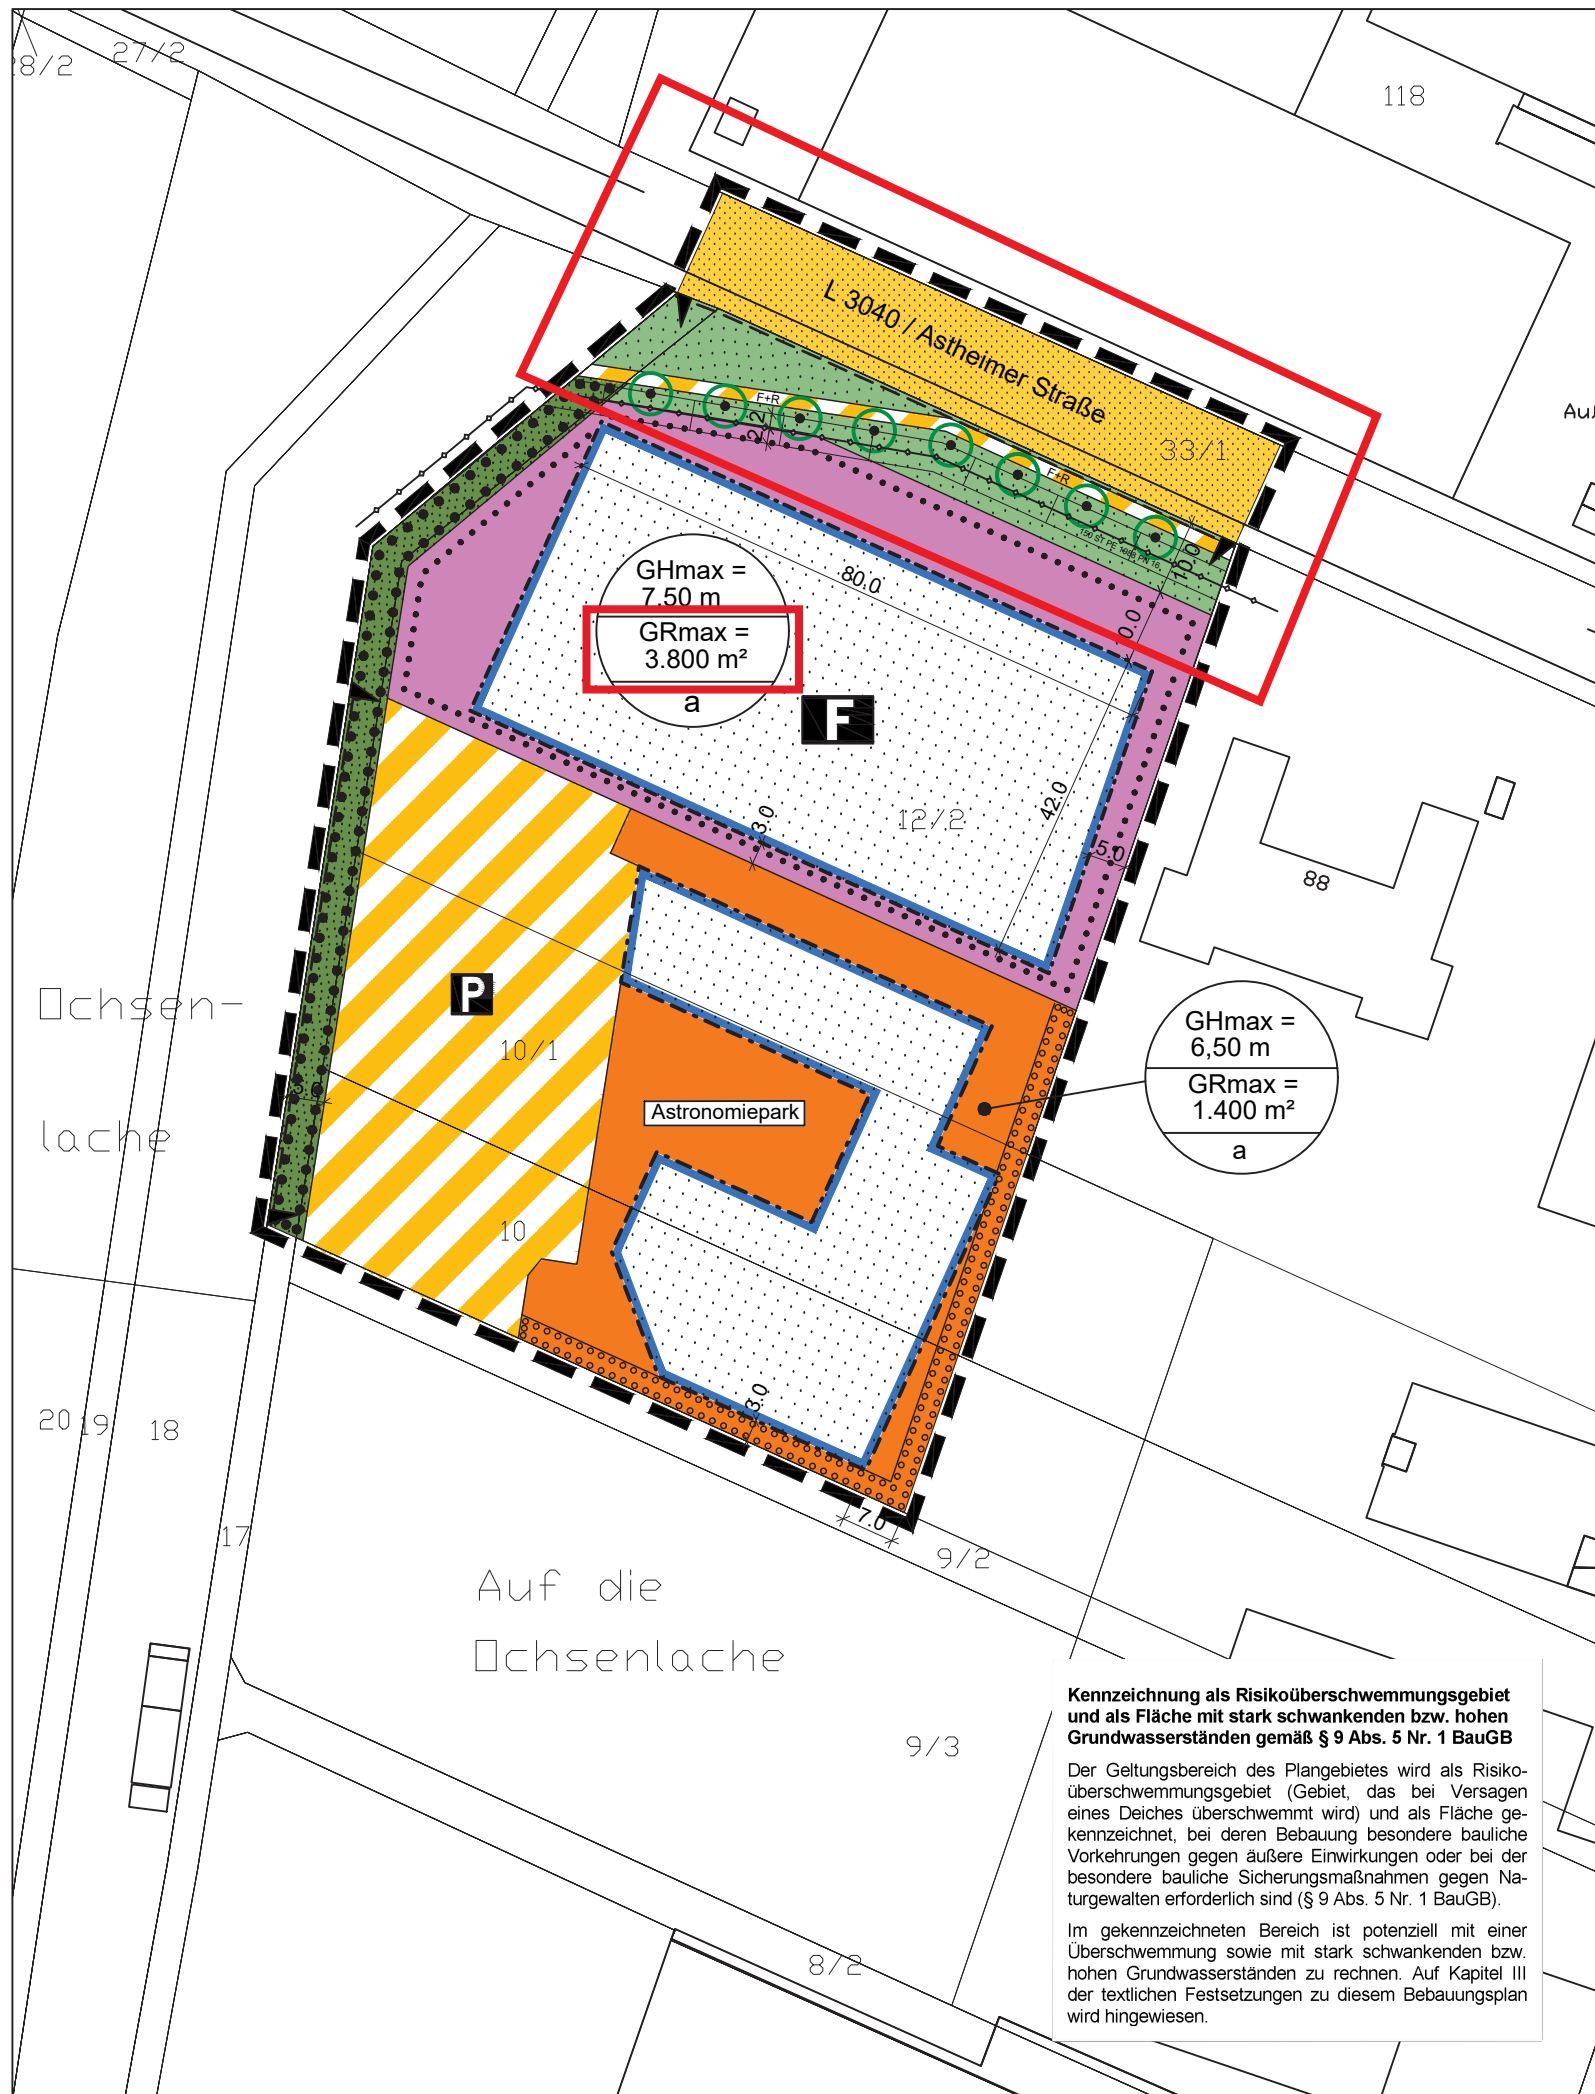 27/2
118
L 3040 / Astheimer Straße
33/1
F+R
2.2
F+R
150 ST PE 1988 PN 16
10.0
GHmax =
7,50 m
GRmax =
3.800 m²
a
80.0
F
12/2
42.0
3.0
5.0
88
Ochsen-
lache
P
10/1
10
Astronomiepark
GHmax =
6,50 m
GRmax =
1.400 m²
a
3.0
7.0
20
19
18
17
9/2
Auf die
Ochsenlache
9/3
8/2
Kennzeichnung als Risikoüberschwemmungsgebiet
und als Fläche mit stark schwankenden bzw. hohen
Grundwasserständen gemäß § 9 Abs. 5 Nr. 1 BauGB
Der Geltungsbereich des Plangebietes wird als Risiko-
überschwemmungsgebiet (Gebiet, das bei Versagen
eines Deiches überschwemmt wird) und als Fläche ge-
kennzeichnet, bei deren Bebauung besondere bauliche
Vorkehrungen gegen äußere Einwirkungen oder bei der
besondere bauliche Sicherungsmaßnahmen gegen Na-
turgewalten erforderlich sind (§ 9 Abs. 5 Nr. 1 BauGB).
Im gekennzeichneten Bereich ist potenziell mit einer
Überschwemmung sowie mit stark schwankenden bzw.
hohen Grundwasserständen zu rechnen. Auf Kapitel III
der textlichen Festsetzungen zu diesem Bebauungsplan
wird hingewiesen.